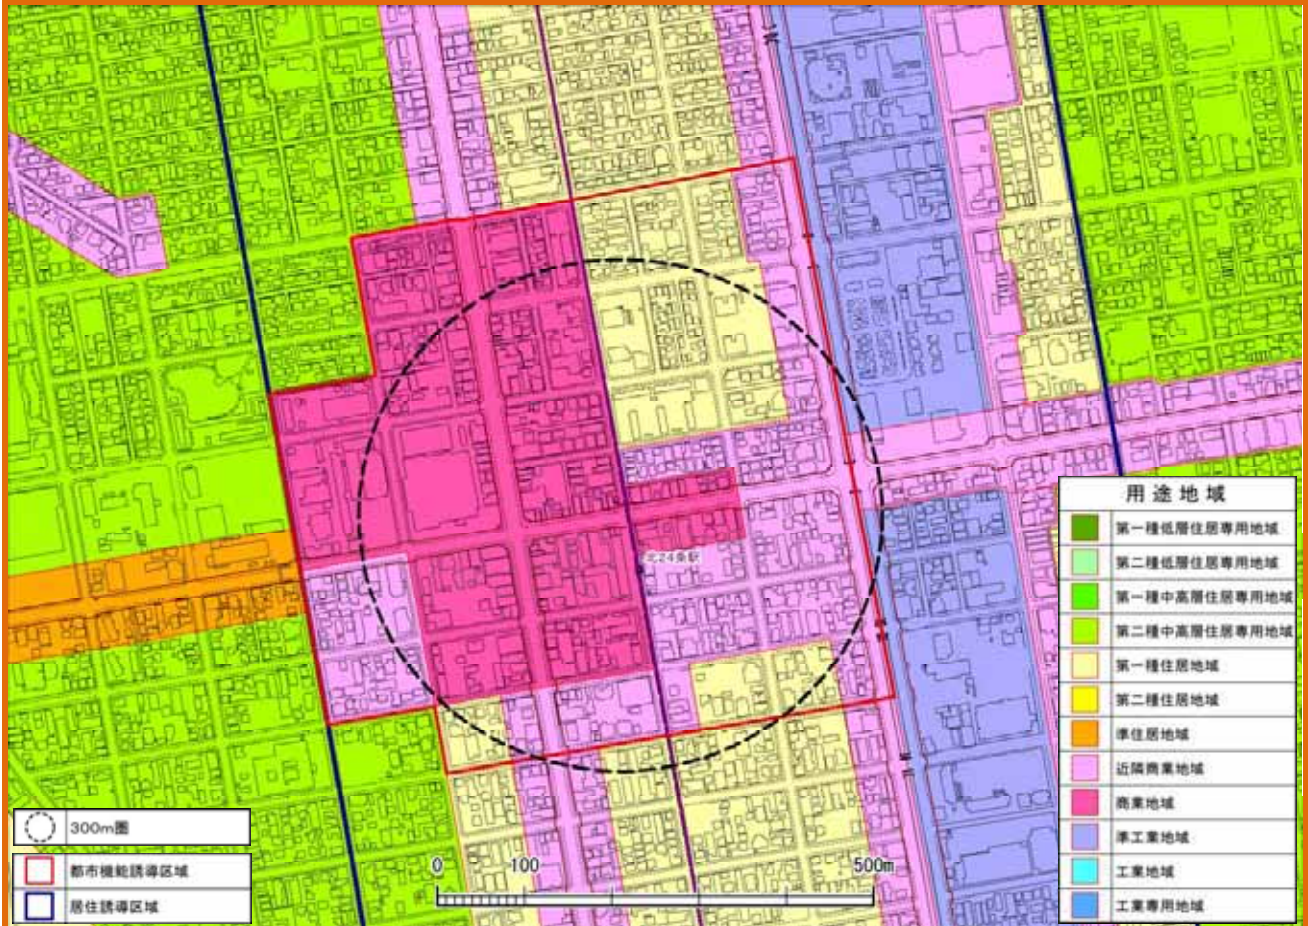 北24条駅
用途地域
第一種低層住居専用地域
第二種低層住居専用地域
第一種中高層住居専用地域
第二種中高層住居専用地域
第一種住居地域
第二種住居地域
準住居地域
近隣商業地域
商業地域
準工業地域
工業地域
工業専用地域
300m圏
都市機能誘導区域
居住誘導区域
0 100 500m